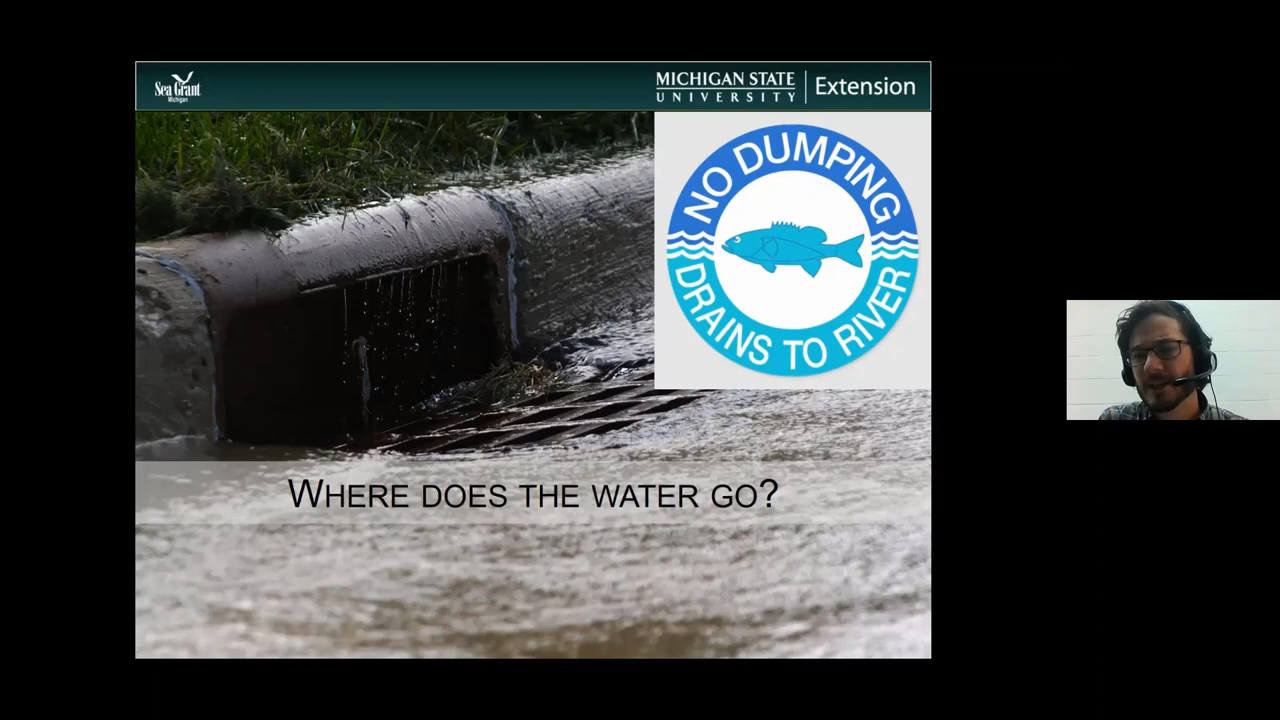 Sea Grant
Michigan
MICHIGAN STATE
UNIVERSITY
Extension
NO DUMPING
DRAINS TO RIVER
WHERE DOES THE WATER GO?